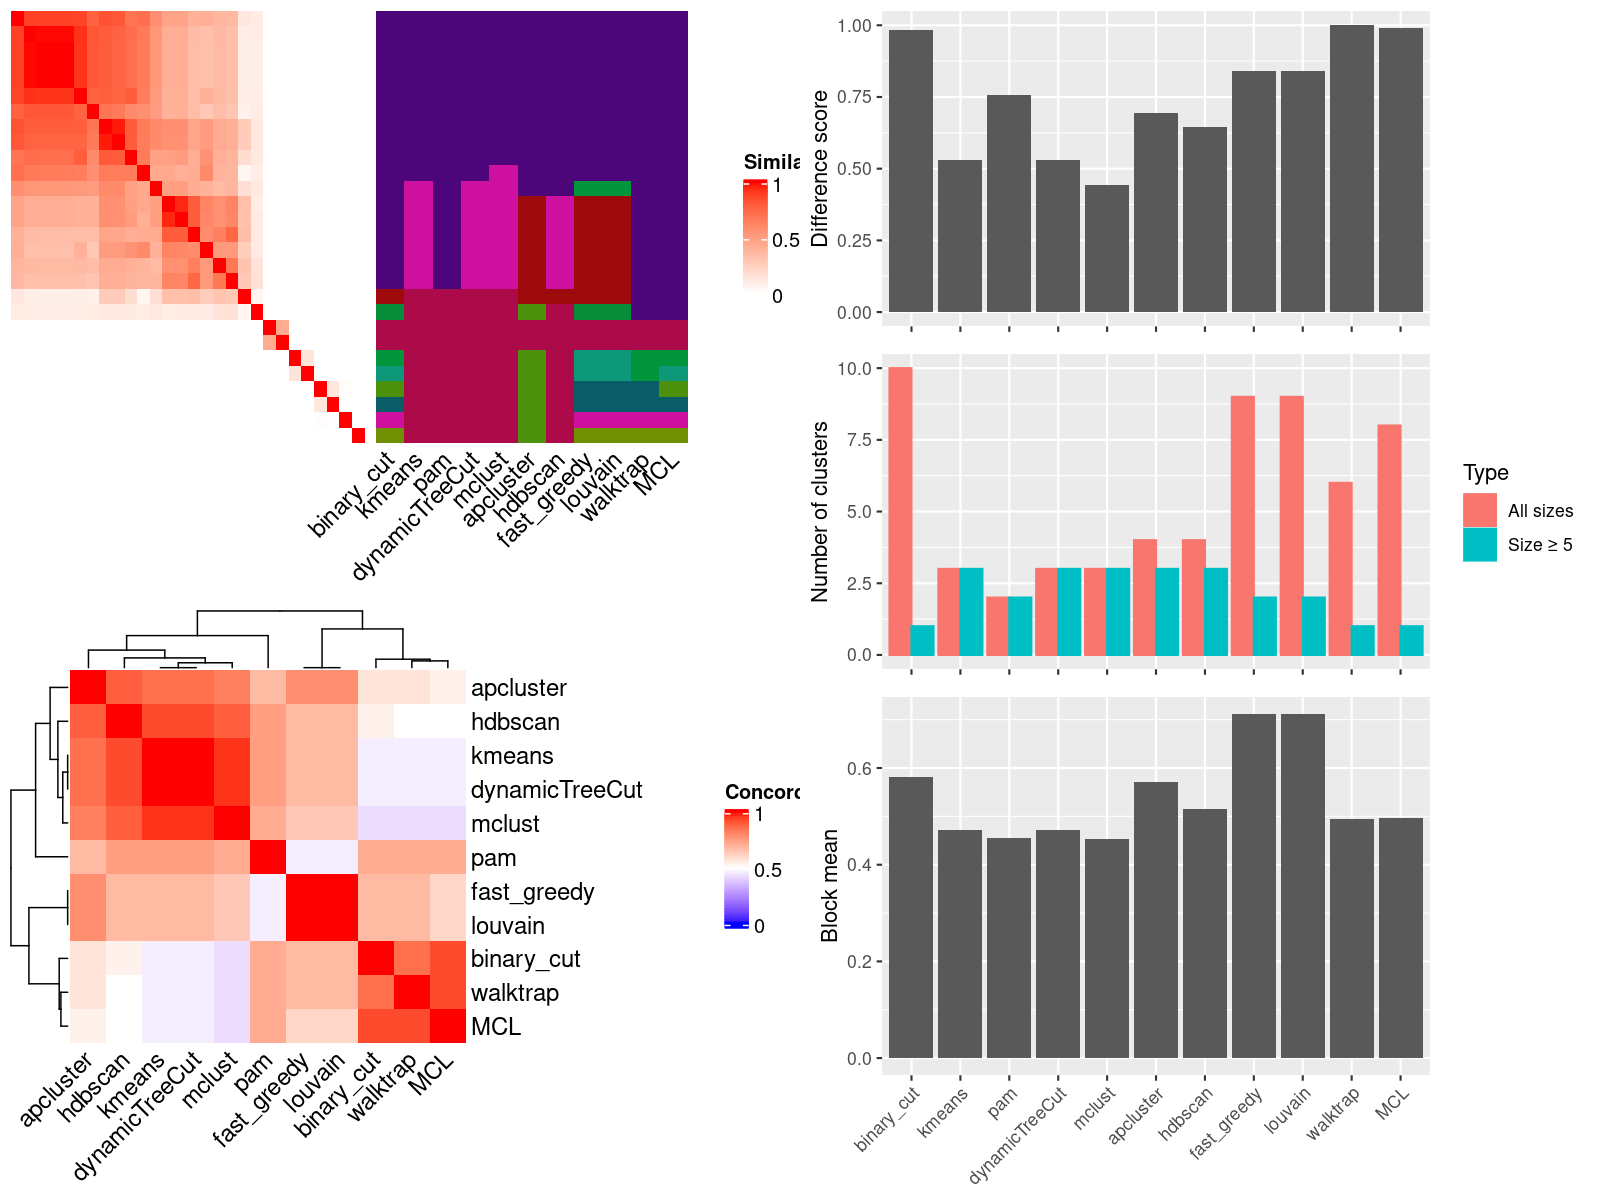 Simila
1
0.5
0
binary_cut
kmeans
pam
dynamicTreeCut
mclust
apcluster
hdbscan
fast_greedy
louvain
walktrap
MCL
apcluster
hdbscan
kmeans
dynamicTreeCut
mclust
pam
fast_greedy
louvain
binary_cut
walktrap
MCL
Concord
1
0.5
0
apcluster
hdbscan
kmeans
dynamicTreeCut
mclust
pam
fast_greedy
louvain
binary_cut
walktrap
MCL
Difference score
1.00
0.75
0.50
0.25
0.00
Number of clusters
10.0
7.5
5.0
2.5
0.0
Type
All sizes
Size ≥ 5
Block mean
0.6
0.4
0.2
0.0
binary_cut
kmeans
pam
dynamicTreeCut
mclust
apcluster
hdbscan
fast_greedy
louvain
walktrap
MCL